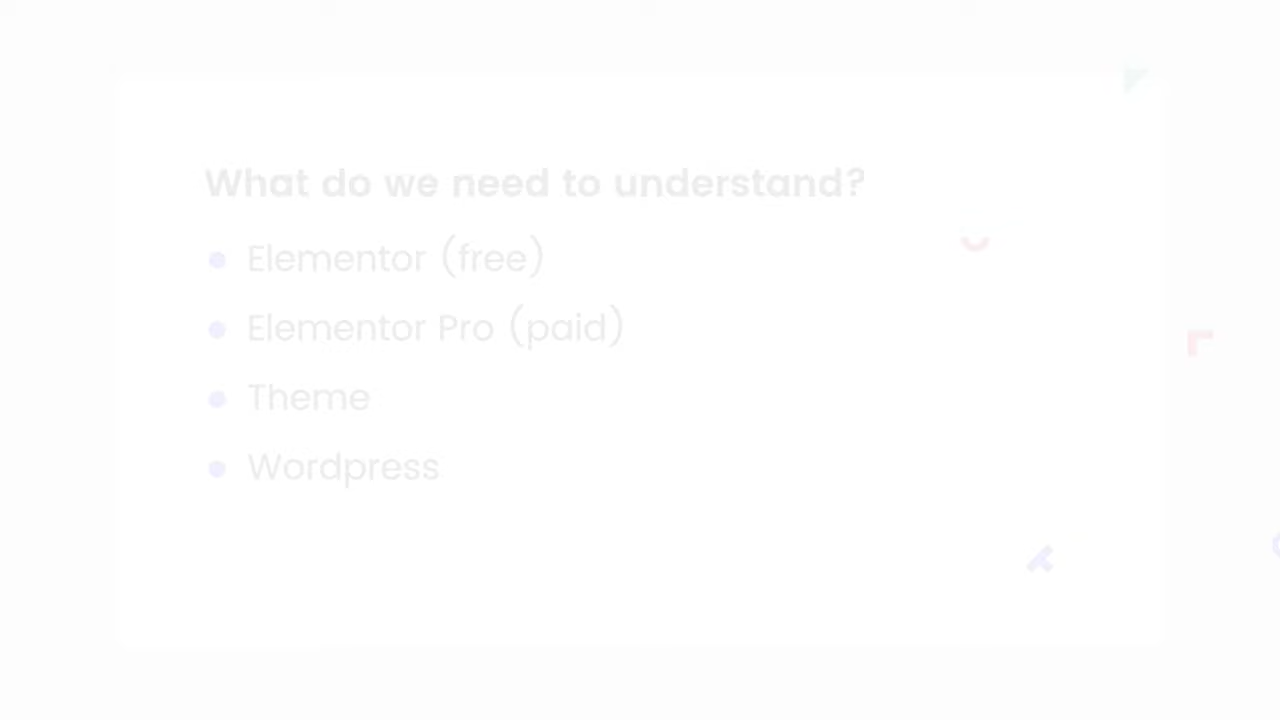 What do we need to understand?
Elementor (free)
Elementor Pro (paid)
Theme
Wordpress